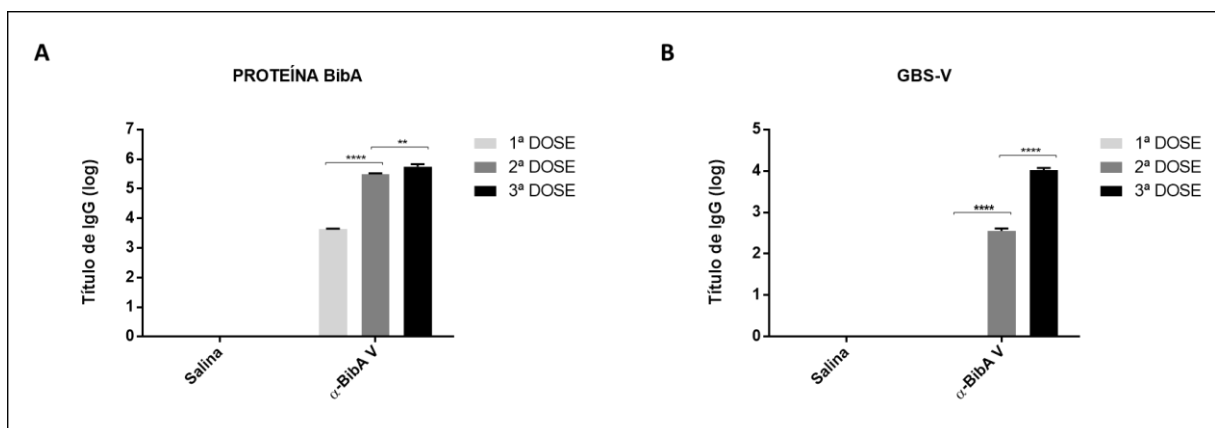 A
PROTEÍNA BibA
Título de IgG (log)
7
6
5
4
3
2
1
0
**
****
1ª DOSE
2ª DOSE
3ª DOSE
Salina
α-BibA V
B
GBS-V
Título de IgG (log)
5
4
3
2
1
0
****
****
1ª DOSE
2ª DOSE
3ª DOSE
Salina
α-BibA V